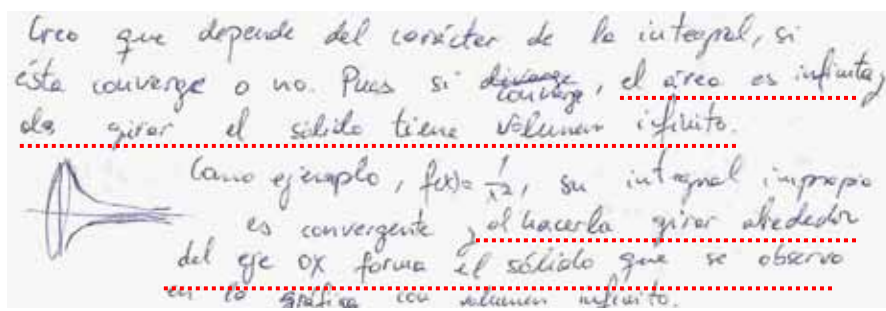 Creo que depende del carácter de la integral, si
ésta converge o no. Pues si diverge converge, el área es infinita y
al girar el sólido tiene volumen infinito.
Como ejemplo, f(x)= 1/x², su integral impropia
es convergente y al hacerla girar alrededor
del eje OX forma el sólido que se observa
en la gráfica con volumen infinito.